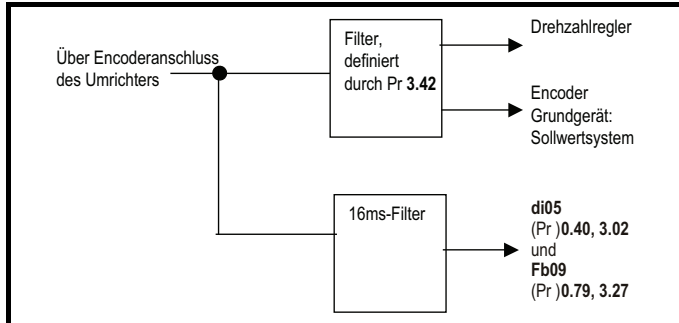 Über Encoderanschluss
des Umrichters
Filter,
definiert
durch Pr 3.42
Drehzahlregler
Encoder
Grundgerät:
Sollwertsystem
16ms-Filter
di05
(Pr )0.40, 3.02
und
Fb09
(Pr )0.79, 3.27